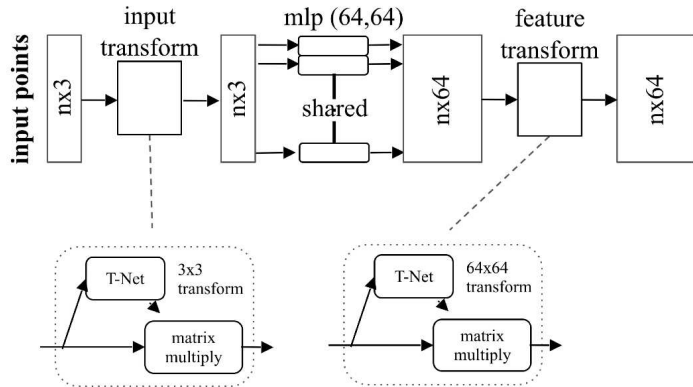 input
transform
mlp (64,64)
feature
transform
input points
nx3
nx3
shared
nx64
nx64
T-Net
3x3
transform
matrix
multiply
T-Net
64x64
transform
matrix
multiply